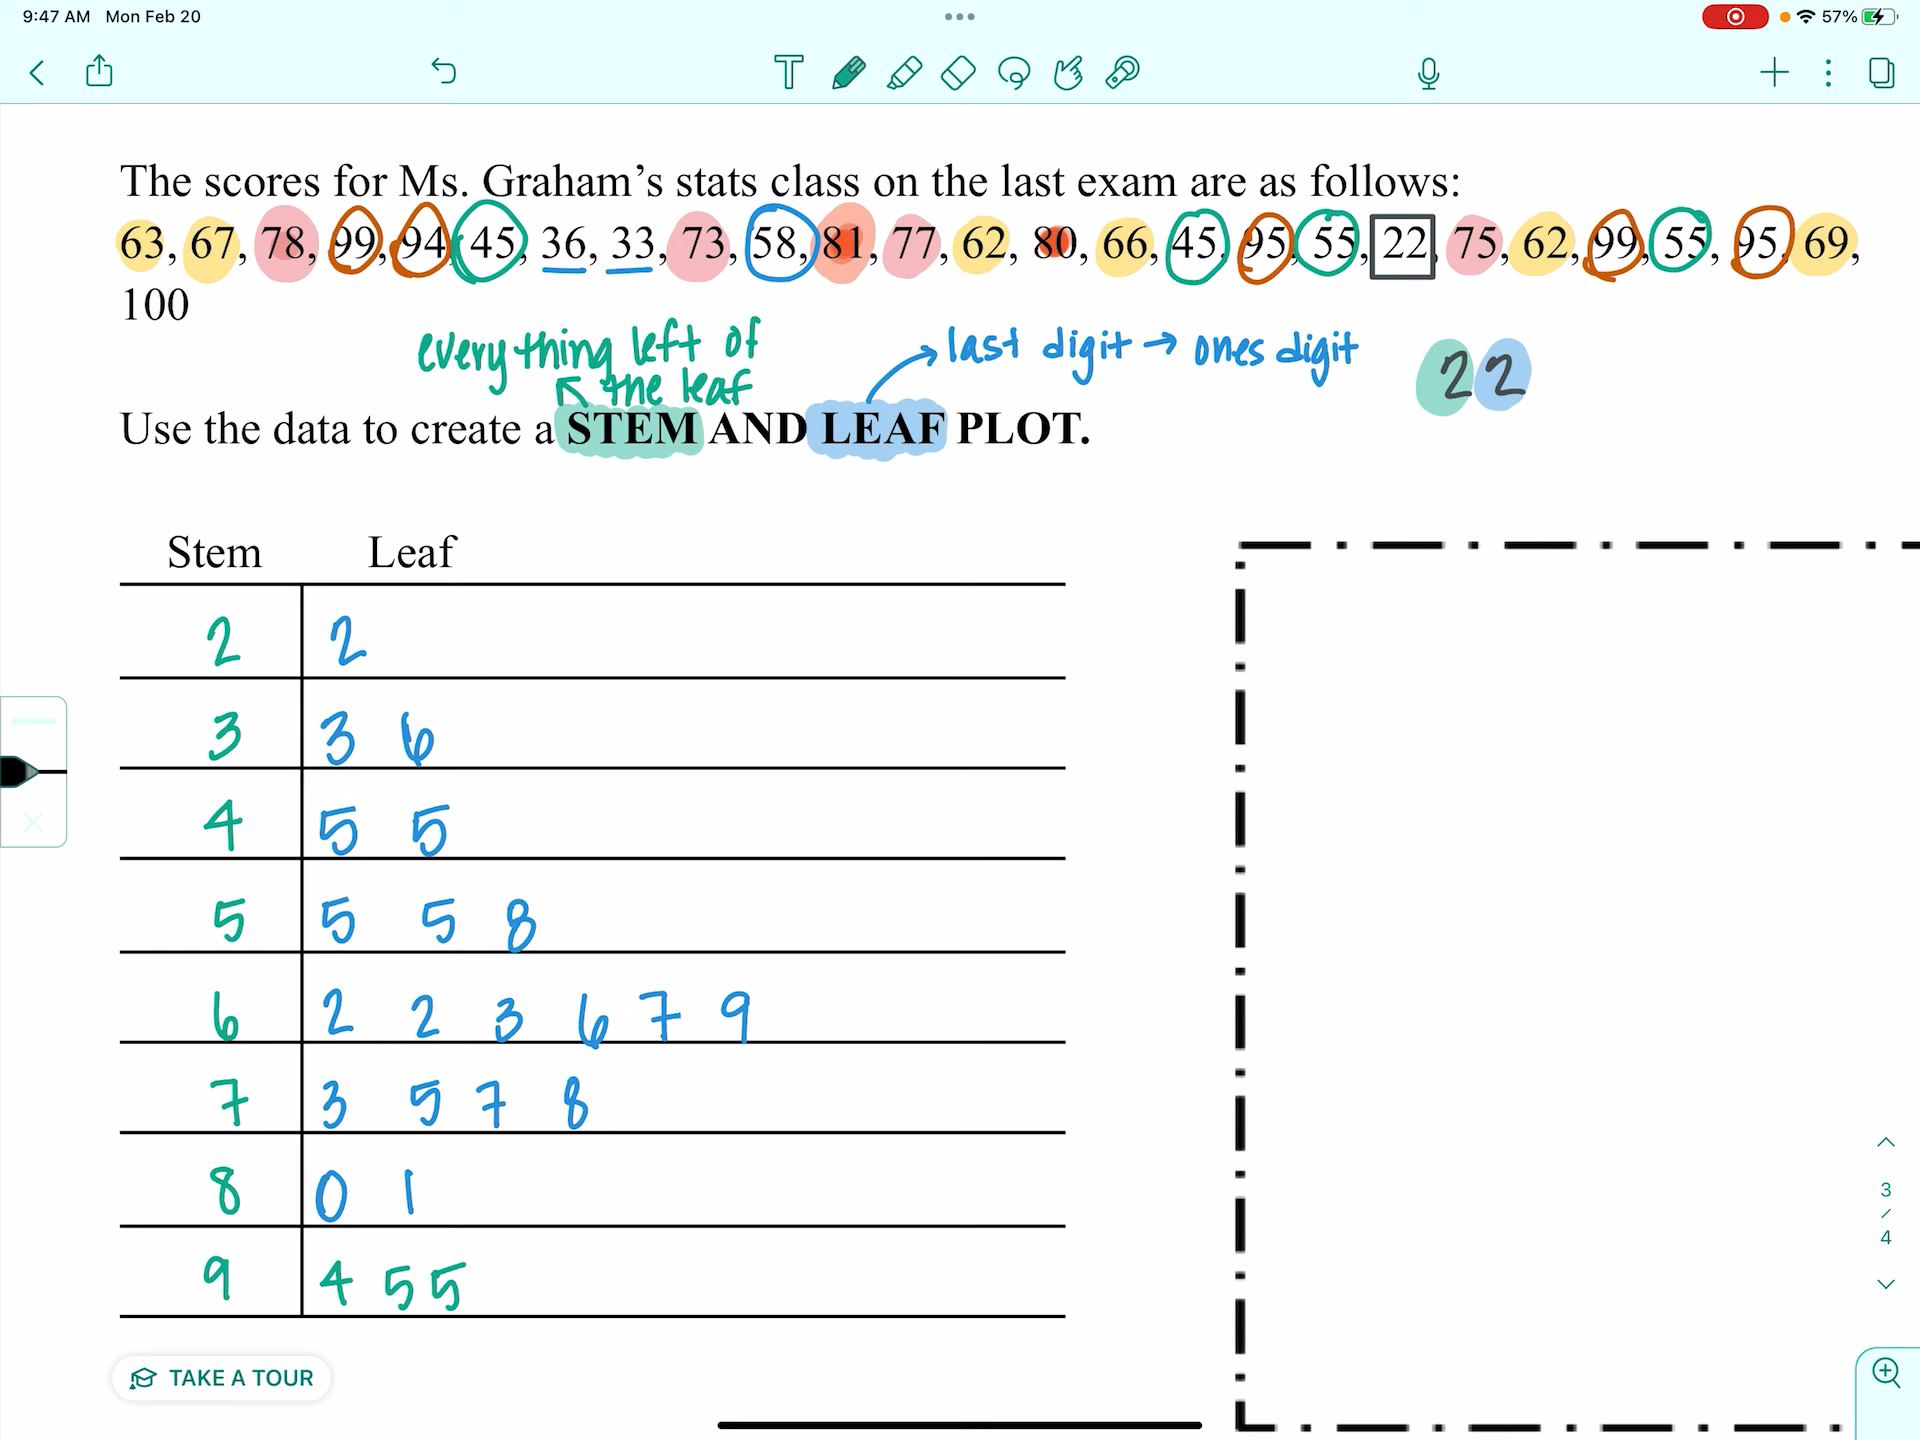 9:47 AM Mon Feb 20
57%
T
The scores for Ms. Graham's stats class on the last exam are as follows:
63, 67, 78, 99, 94, 45, 36, 33, 73, 58, 81, 77, 62, 80, 66, 45, 95, 55, 22, 75, 62, 99, 55, 95, 69,
100
everything left of
the leaf
last digit → ones digit
22
Use the data to create a STEM AND LEAF PLOT.
Stem Leaf
2 2
3 3 6
4 5 5
5 5 5 8
6 2 2 3 6 7 9
7 3 5 7 8
8 0 1
9 4 5 5
3
/
4
TAKE A TOUR